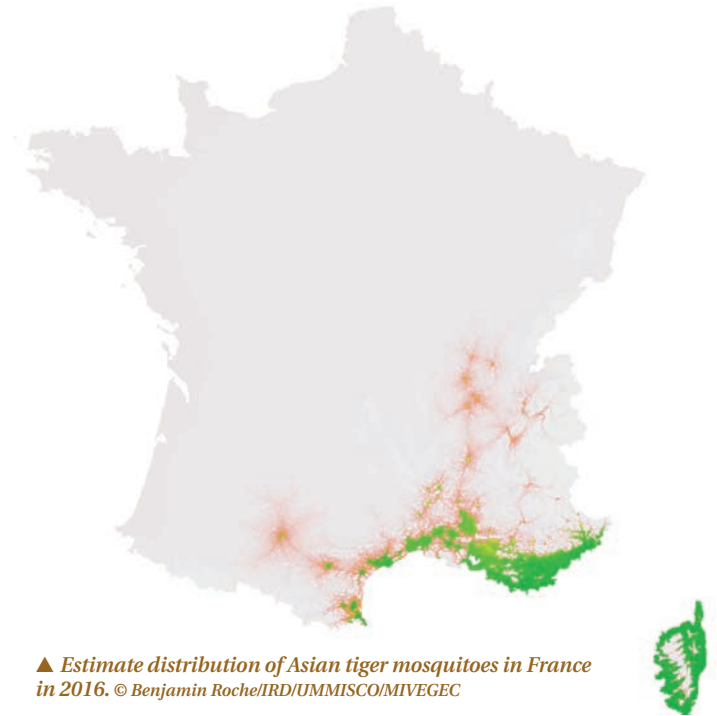 ▲ Estimate distribution of Asian tiger mosquitoes in France
in 2016. © Benjamin Roche/IRD/UMMISCO/MIVEGEC